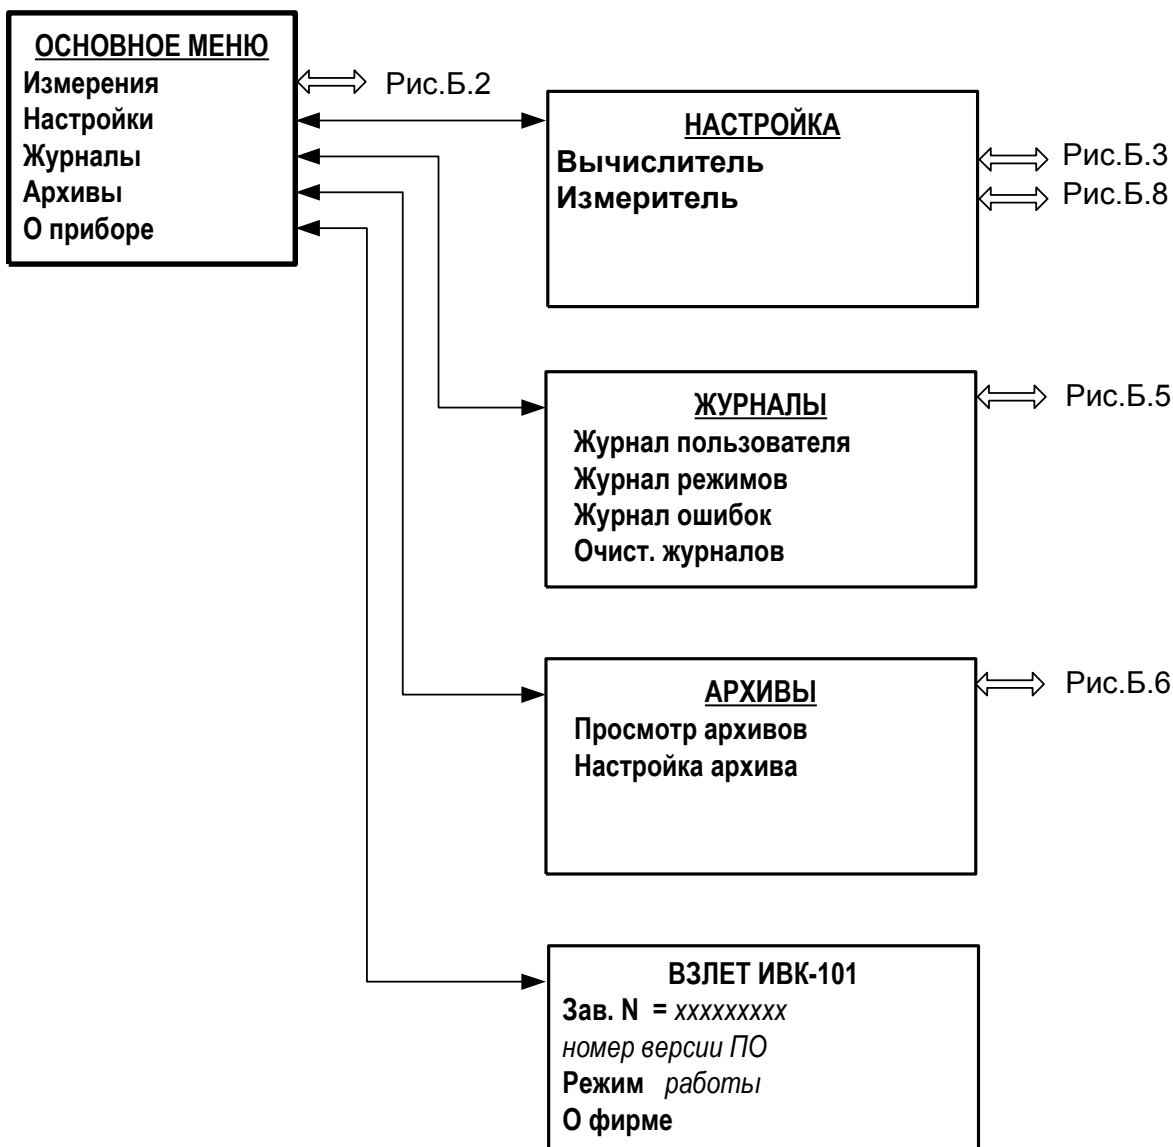 ОСНОВНОЕ МЕНЮ
Измерения
Настройки
Журналы
Архивы
О приборе
Рис.Б.2
НАСТРОЙКА
Вычислитель
Измеритель
Рис.Б.3
Рис.Б.8
ЖУРНАЛЫ
Журнал пользователя
Журнал режимов
Журнал ошибок
Очист. журналов
Рис.Б.5
АРХИВЫ
Просмотр архивов
Настройка архива
Рис.Б.6
ВЗЛЕТ ИВК-101
Зав. N = xxxxxxxxx
номер версии ПО
Режим работы
О фирме